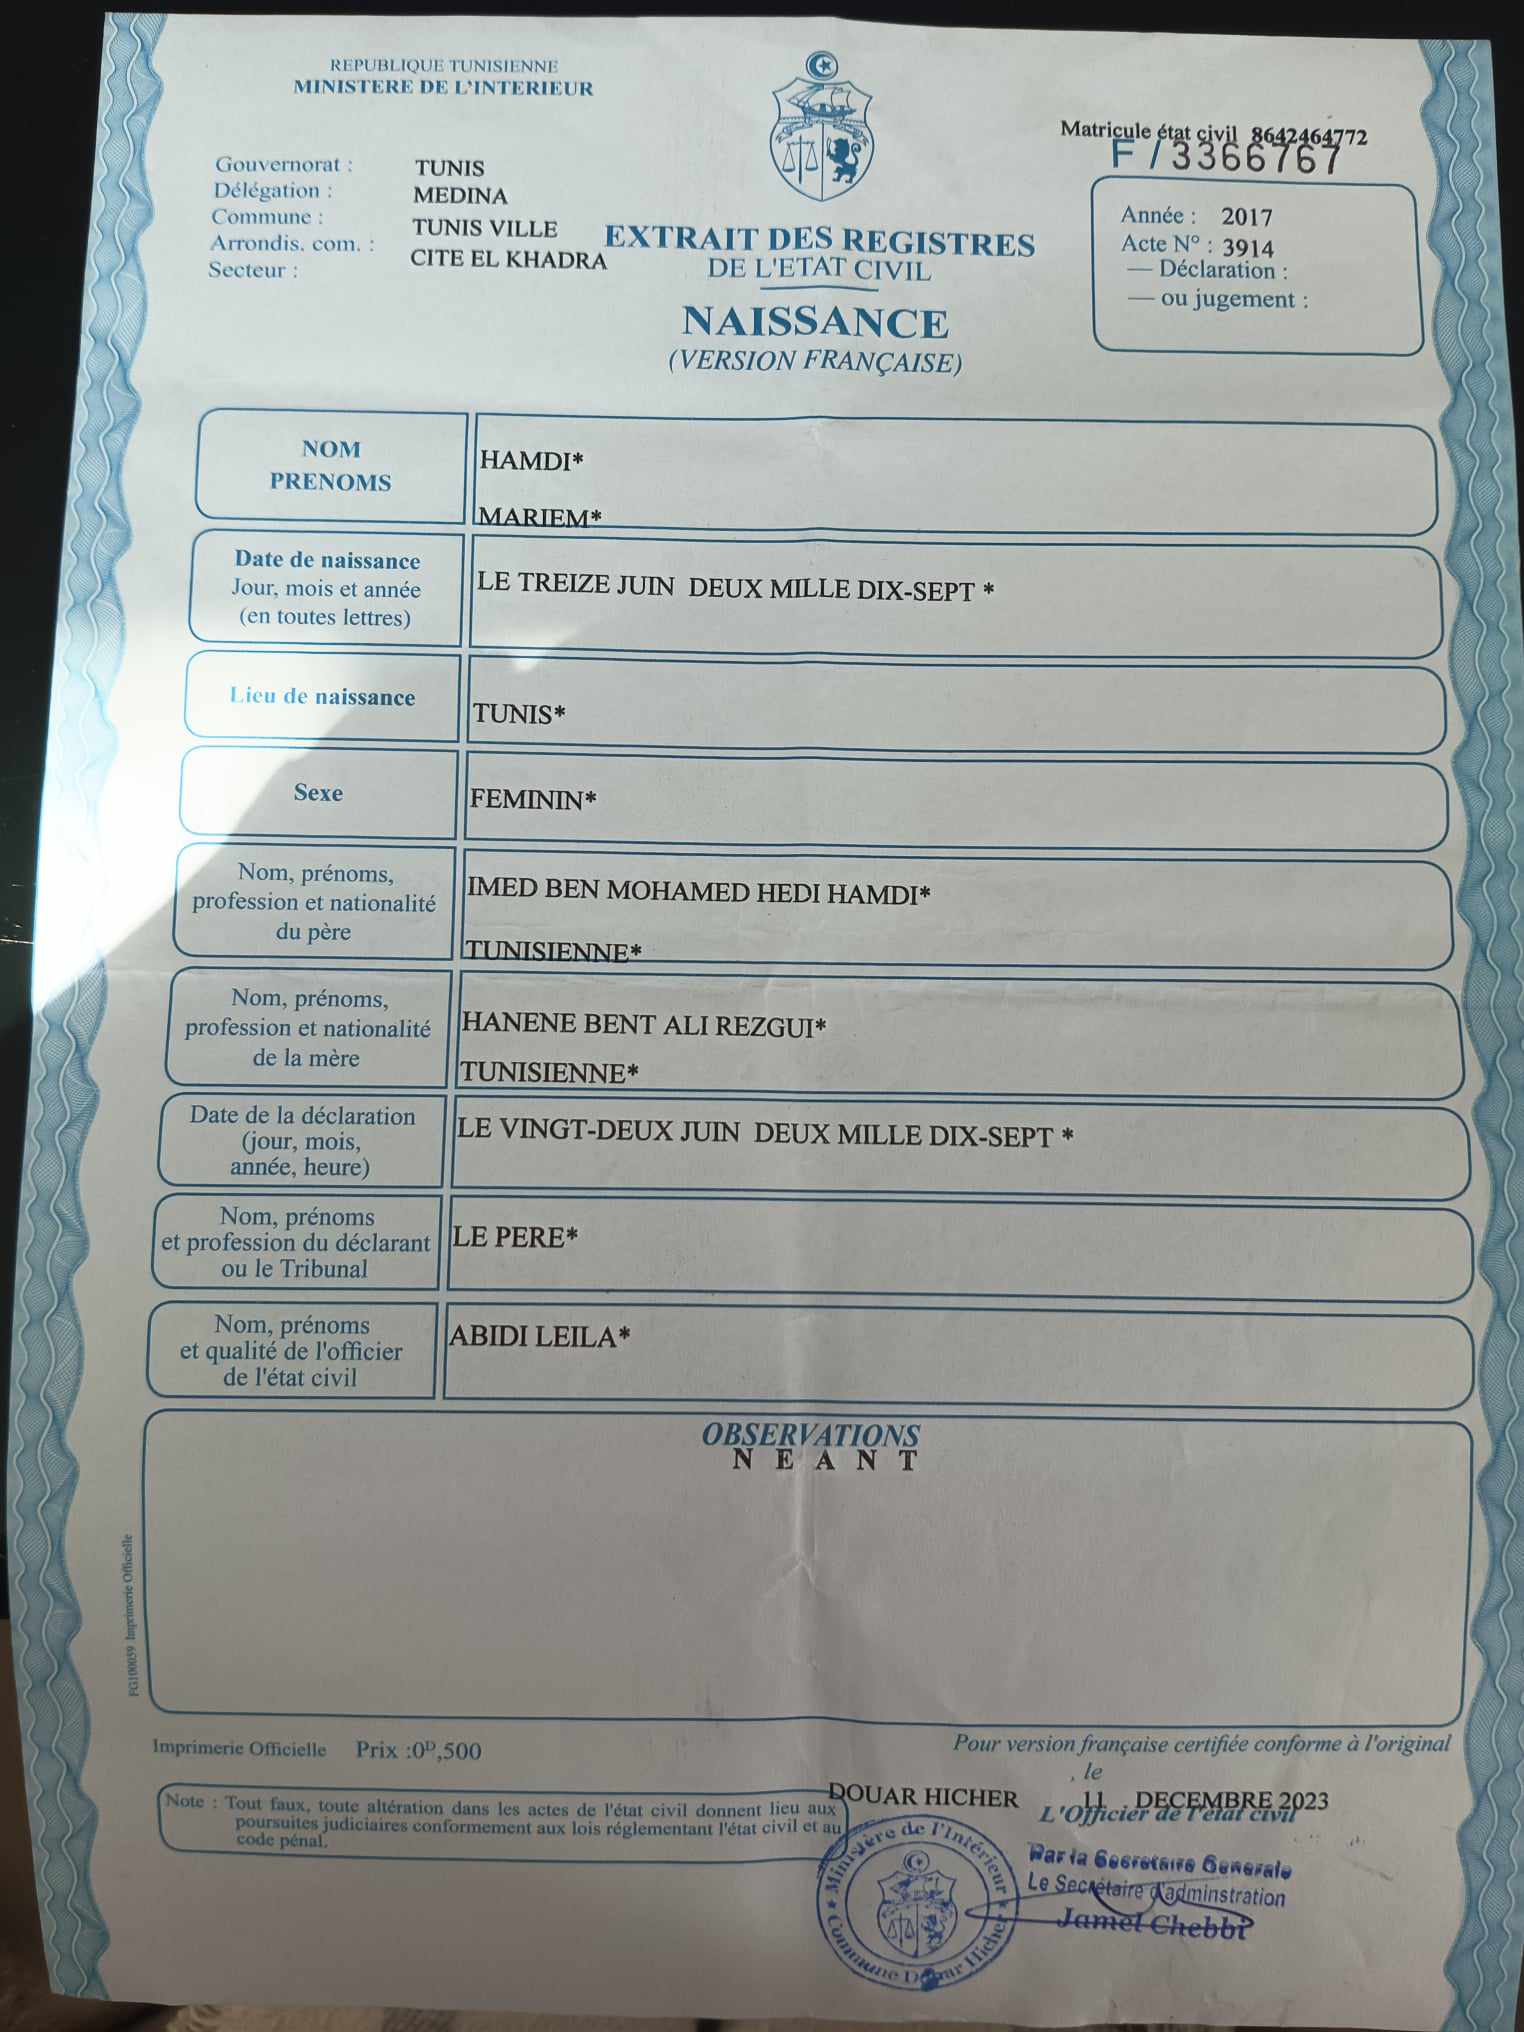 REPUBLIQUE TUNISIENNE
MINISTERE DE L'INTERIEUR
Matricule état civil 8642464772
F / 3366767
Gouvernorat : TUNIS
Délégation : MEDINA
Commune : TUNIS VILLE
Arrondis. com. : CITE EL KHADRA
Secteur :
EXTRAIT DES REGISTRES
DE L'ETAT CIVIL
NAISSANCE
(VERSION FRANÇAISE)
Année : 2017
Acte N° : 3914
— Déclaration :
— ou jugement :
NOM
PRENOMS
HAMDI*
MARIEM*
Date de naissance
Jour, mois et année
(en toutes lettres)
LE TREIZE JUIN DEUX MILLE DIX-SEPT *
Lieu de naissance
TUNIS*
Sexe
FEMININ*
Nom, prénoms,
profession et nationalité
du père
IMED BEN MOHAMED HEDI HAMDI*
TUNISIENNE*
Nom, prénoms,
profession et nationalité
de la mère
HANENE BENT ALI REZGUI*
TUNISIENNE*
Date de la déclaration
(jour, mois,
année, heure)
LE VINGT-DEUX JUIN DEUX MILLE DIX-SEPT *
Nom, prénoms
et profession du déclarant
ou le Tribunal
LE PERE*
Nom, prénoms
et qualité de l'officier
de l'état civil
ABIDI LEILA*
OBSERVATIONS
N E A N T
FG100059 Imprimerie Officielle
Imprimerie Officielle Prix :0ᴰ,500
Pour version française certifiée conforme à l'original
, le
DOUAR HICHER 11 DECEMBRE 2023
L'Officier de l'état civil
Note : Tout faux, toute altération dans les actes de l'état civil donnent lieu aux
poursuites judiciaires conformement aux lois réglementant l'état civil et au
code pénal.
Ministère de l'Intérieur
Commune Douar Hicher
Par la Secretaire Generale
Le Secrétaire d'adminstration
Jamel Chebbi